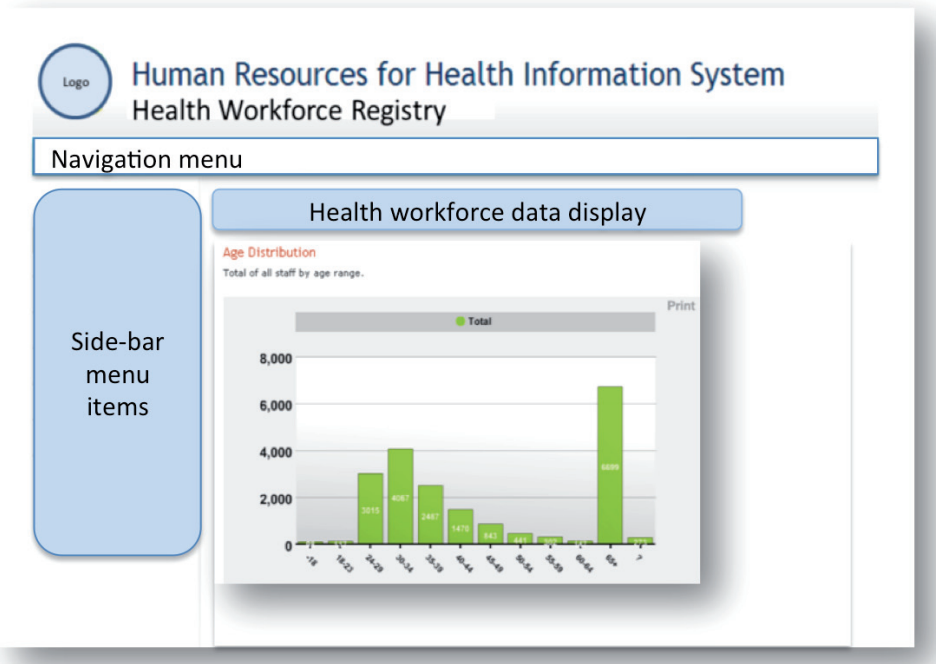 Logo
Human Resources for Health Information System
Health Workforce Registry
Navigation menu
Side-bar
menu
items
Health workforce data display
Age Distribution
Total of all staff by age range.
Print
Total
8,000
6,000
4,000
2,000
0
3015
4067
2467
1470
843
441
6699
-18
18-23
24-29
30-34
35-39
40-44
45-49
50-54
55-59
60-64
65+
?